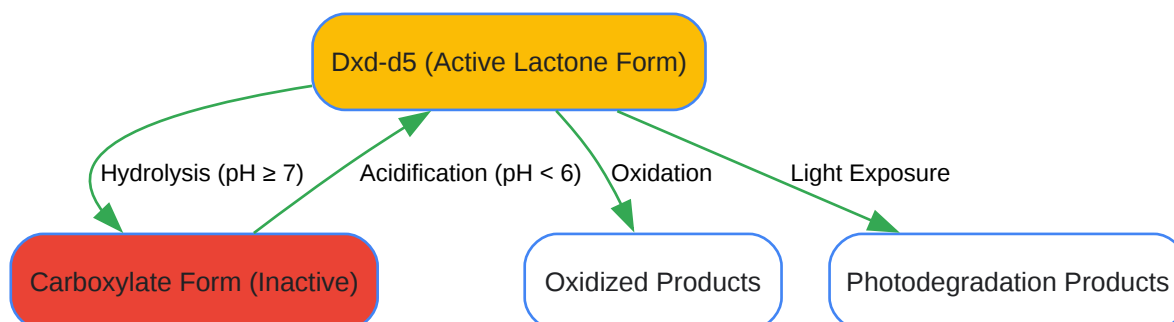 Dxd-d5 (Active Lactone Form)
Hydrolysis (pH ≥ 7)
Acidification (pH < 6)
Oxidation
Light Exposure
Carboxylate Form (Inactive)
Oxidized Products
Photodegradation Products